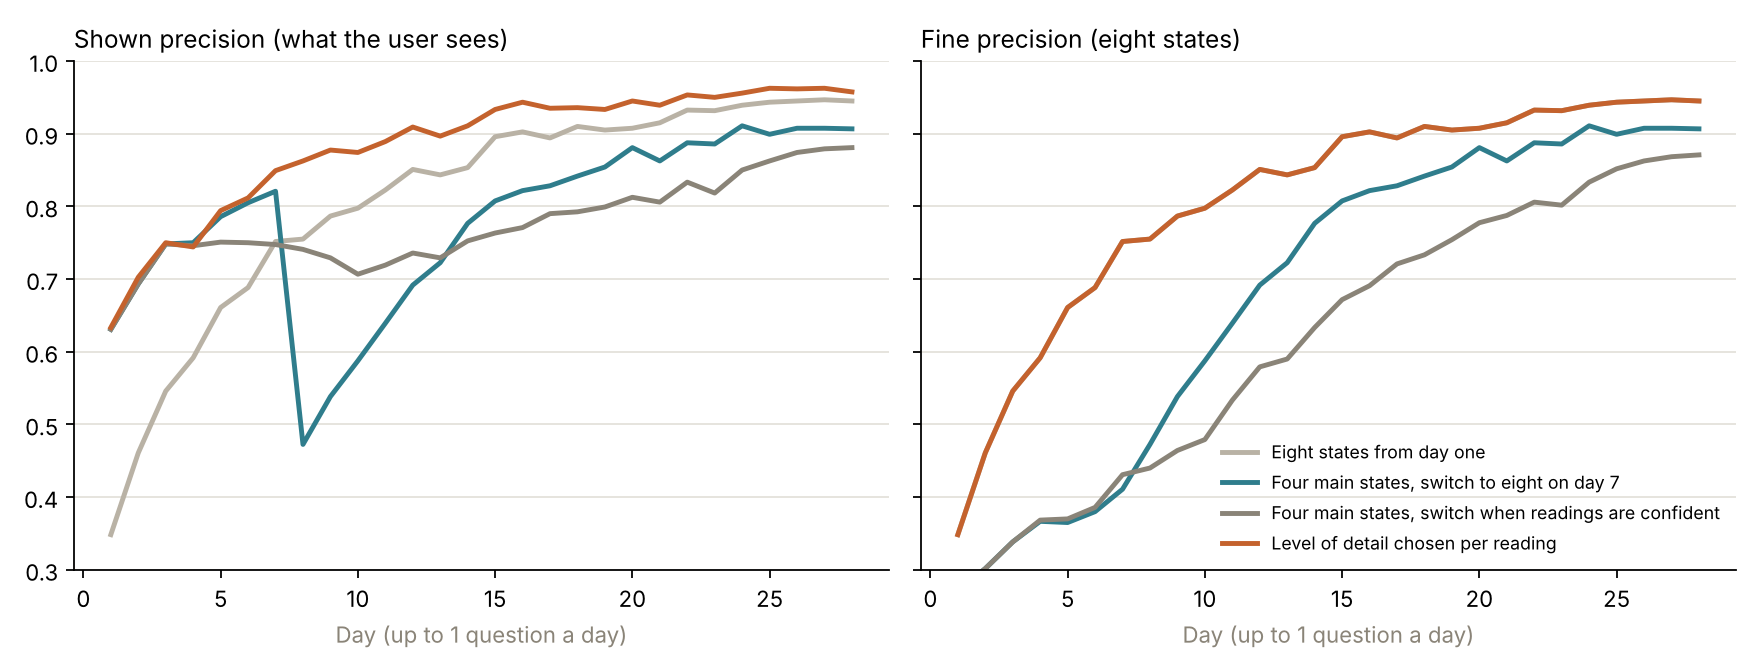 Shown precision (what the user sees)
1.0
0.9
0.8
0.7
0.6
0.5
0.4
0.3
0
5
10
15
20
25
Day (up to 1 question a day)
Fine precision (eight states)
Eight states from day one
Four main states, switch to eight on day 7
Four main states, switch when readings are confident
Level of detail chosen per reading
0
5
10
15
20
25
Day (up to 1 question a day)